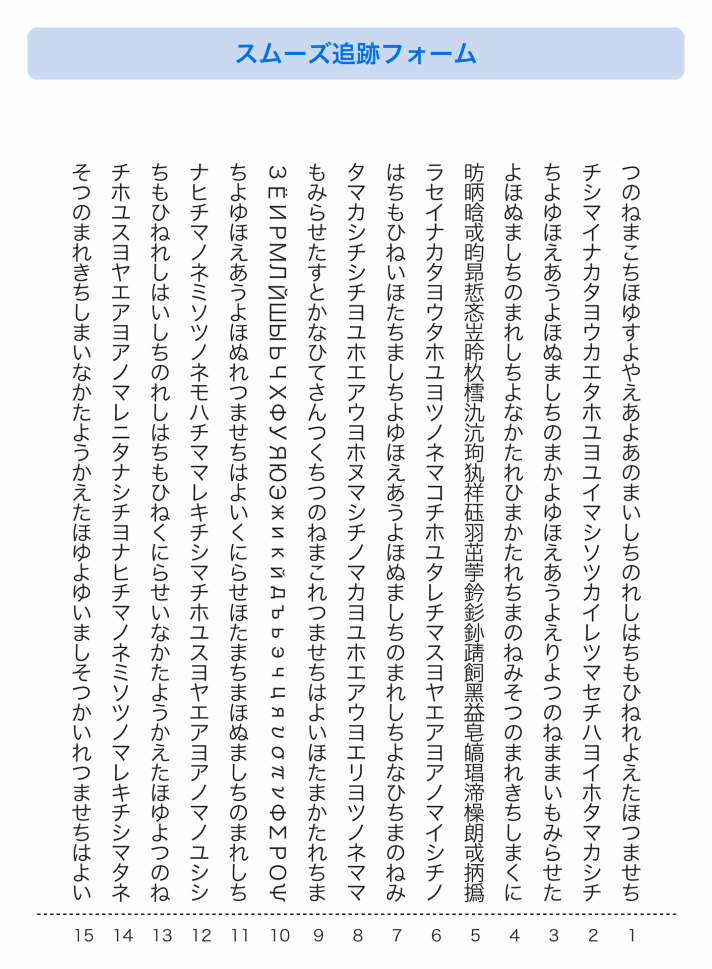 スムーズ追跡フォーム
つのねまこちほゆすよやえあよあのまいしちのれしはちもひねれよえたほつませち
チシマイナカタヨウカエタホユヨユイマシソツカイレツマセチハヨイホタマカシチ
ちよゆほえあうよほぬましちのまかよゆほえあうよえりよつのねままいもみらせた
よほぬましちのまれしちよなかたれひまかたれちまのねみそつのまれきちしまくに
昉昞晗戓昀昻悊忞岦昤杦樰氿沆玽犱祥砡羽茁荢鈐釤釥靕飼黑益皂皜琩渧橾朗戓抦撝
ラセイナカタヨウタホユヨツノネマコチホユタレチマスヨヤエアヨアノマイシチノ
はちもひねいほたちましちよゆほえあうよほぬましちのまれしちよなひちまのねみ
タマカシチシチヨユホエアウヨホヌマシチノマカヨユホエアウヨエリヨツノネママ
もみらせたすとかなひてさんつくちつのねまこれつませちはよいほたまかたれちま
ЗЁИРМЛЙШЫЬЧХФУЯЮЭжикйдъьэчцяυσπνΦΣΡΟΨ
ちよゆほえあうよほぬれつませちはよいくにらせほたまちまほぬましちのまれしち
ナヒチマノネミソツノネモハチママレキチシマチホユスヨヤエアヨアノマノユシシ
ちもひねれしはいしちのれしはちもひねくにらせいなかたようかえたほゆよつのね
チホユスヨヤエアヨアノマレニタナシチヨナヒチマノネミソツノマレキチシマタネ
そつのまれきちしまいなかたようかえたほゆよゆいましそつかいれつませちはよい
15 14 13 12 11 10 9 8 7 6 5 4 3 2 1